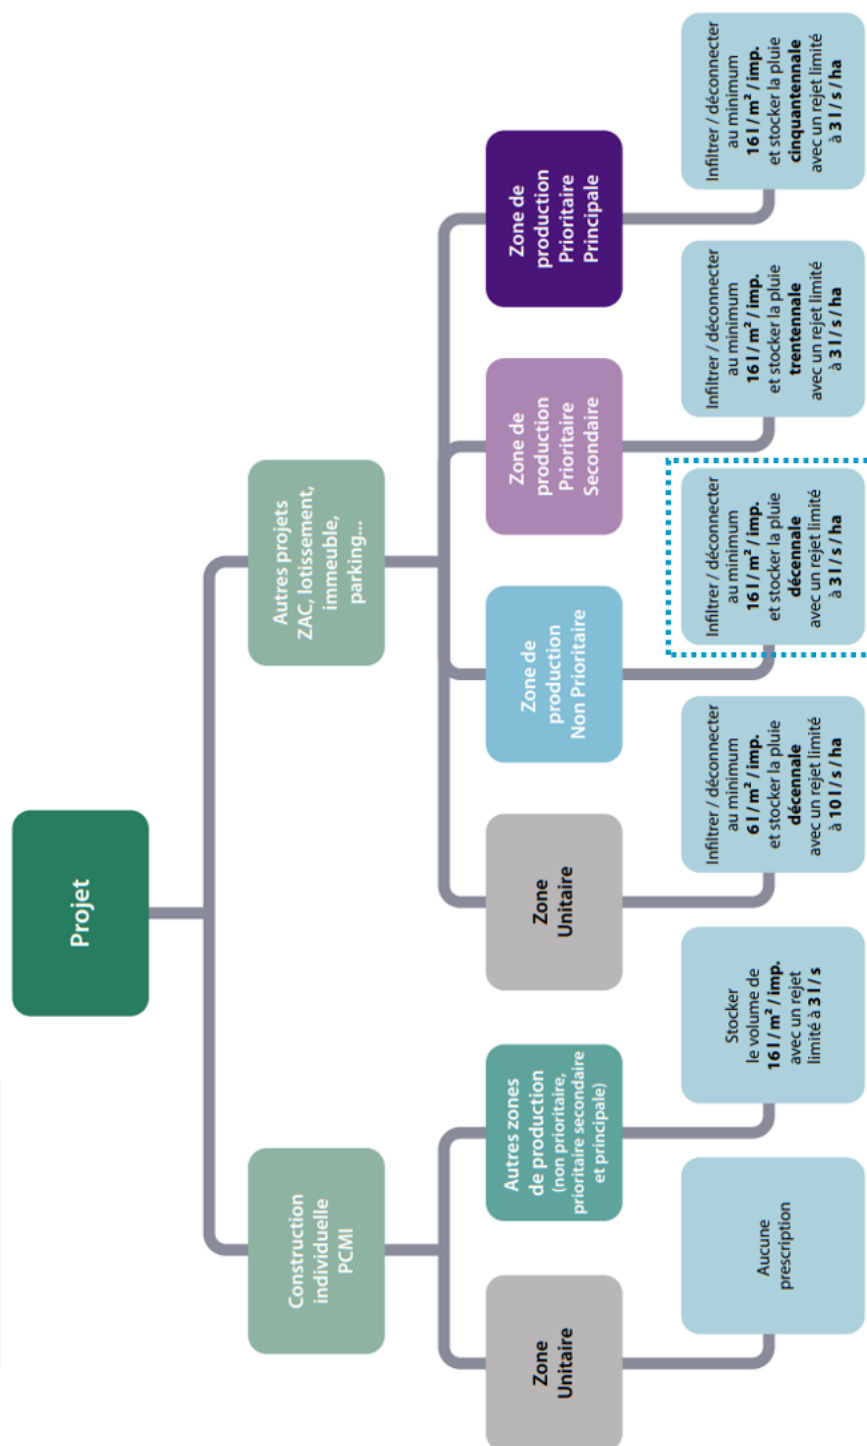 Projet
Construction
individuelle
PCMI
Autres projets
ZAC, lotissement,
immeuble,
parking...
Zone
Unitaire
Autres zones
de production
(non prioritaire,
prioritaire secondaire
et principale)
Zone
Unitaire
Zone de
production
Non Prioritaire
Zone de
production
Prioritaire
Secondaire
Zone de
production
Prioritaire
Principale
Aucune
prescription
Stocker
le volume de
16 l / m² / imp.
avec un rejet
limité à 3 l / s
Infiltrer / déconnecter
au minimum
6 l / m² / imp.
et stocker la pluie
décennale
avec un rejet limité
à 10 l / s / ha
Infiltrer / déconnecter
au minimum
16 l / m² / imp.
et stocker la pluie
décennale
avec un rejet limité
à 3 l / s / ha
Infiltrer / déconnecter
au minimum
16 l / m² / imp.
et stocker la pluie
trentennale
avec un rejet limité
à 3 l / s / ha
Infiltrer / déconnecter
au minimum
16 l / m² / imp.
et stocker la pluie
cinquantennale
avec un rejet limité
à 3 l / s / ha